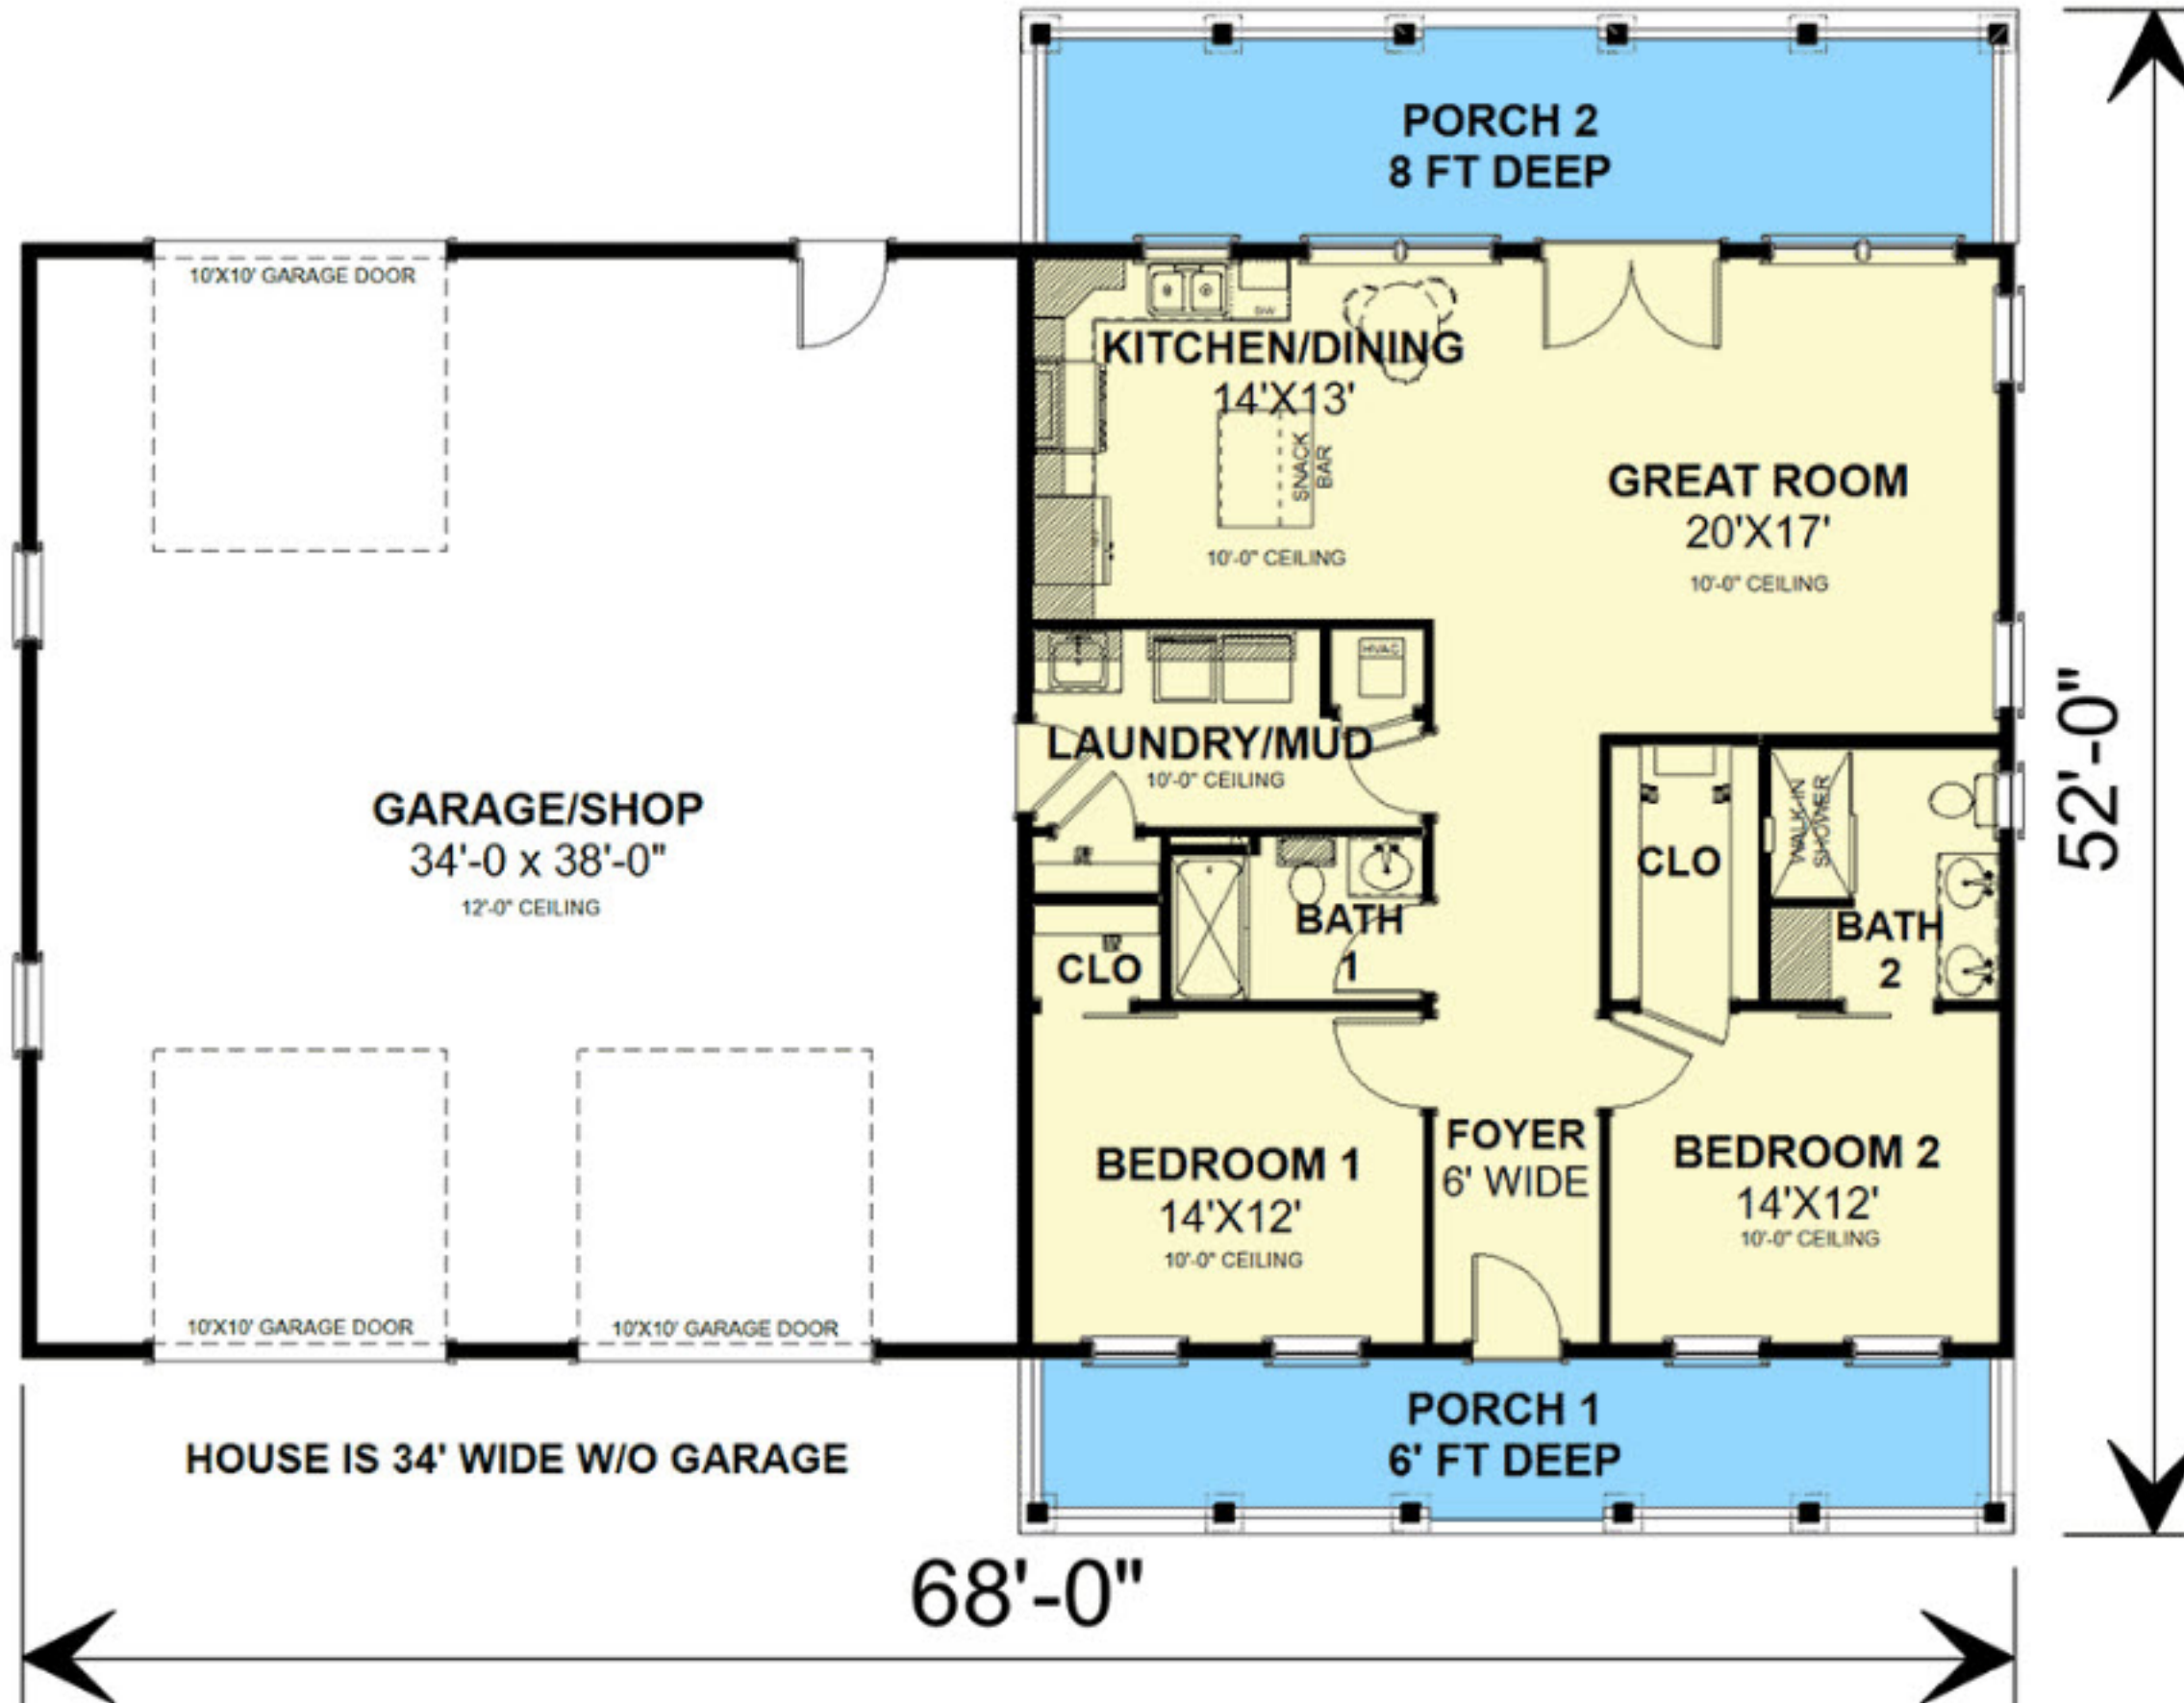 PORCH 2
8 FT DEEP
10'X10' GARAGE DOOR
DW
KITCHEN/DINING
14'X13'
SNACK
BAR
10'-0" CEILING
GREAT ROOM
20'X17'
10'-0" CEILING
HVAC
LAUNDRY/MUD
10'-0" CEILING
GARAGE/SHOP
34'-0 x 38'-0"
12'-0" CEILING
52'-0"
WALK-IN
SHOWER
CLO
BATH
1
BATH
2
CLO
FOYER
6' WIDE
BEDROOM 1
14'X12'
10'-0" CEILING
BEDROOM 2
14'X12'
10'-0" CEILING
10'X10' GARAGE DOOR
10'X10' GARAGE DOOR
PORCH 1
6' FT DEEP
HOUSE IS 34' WIDE W/O GARAGE
68'-0"